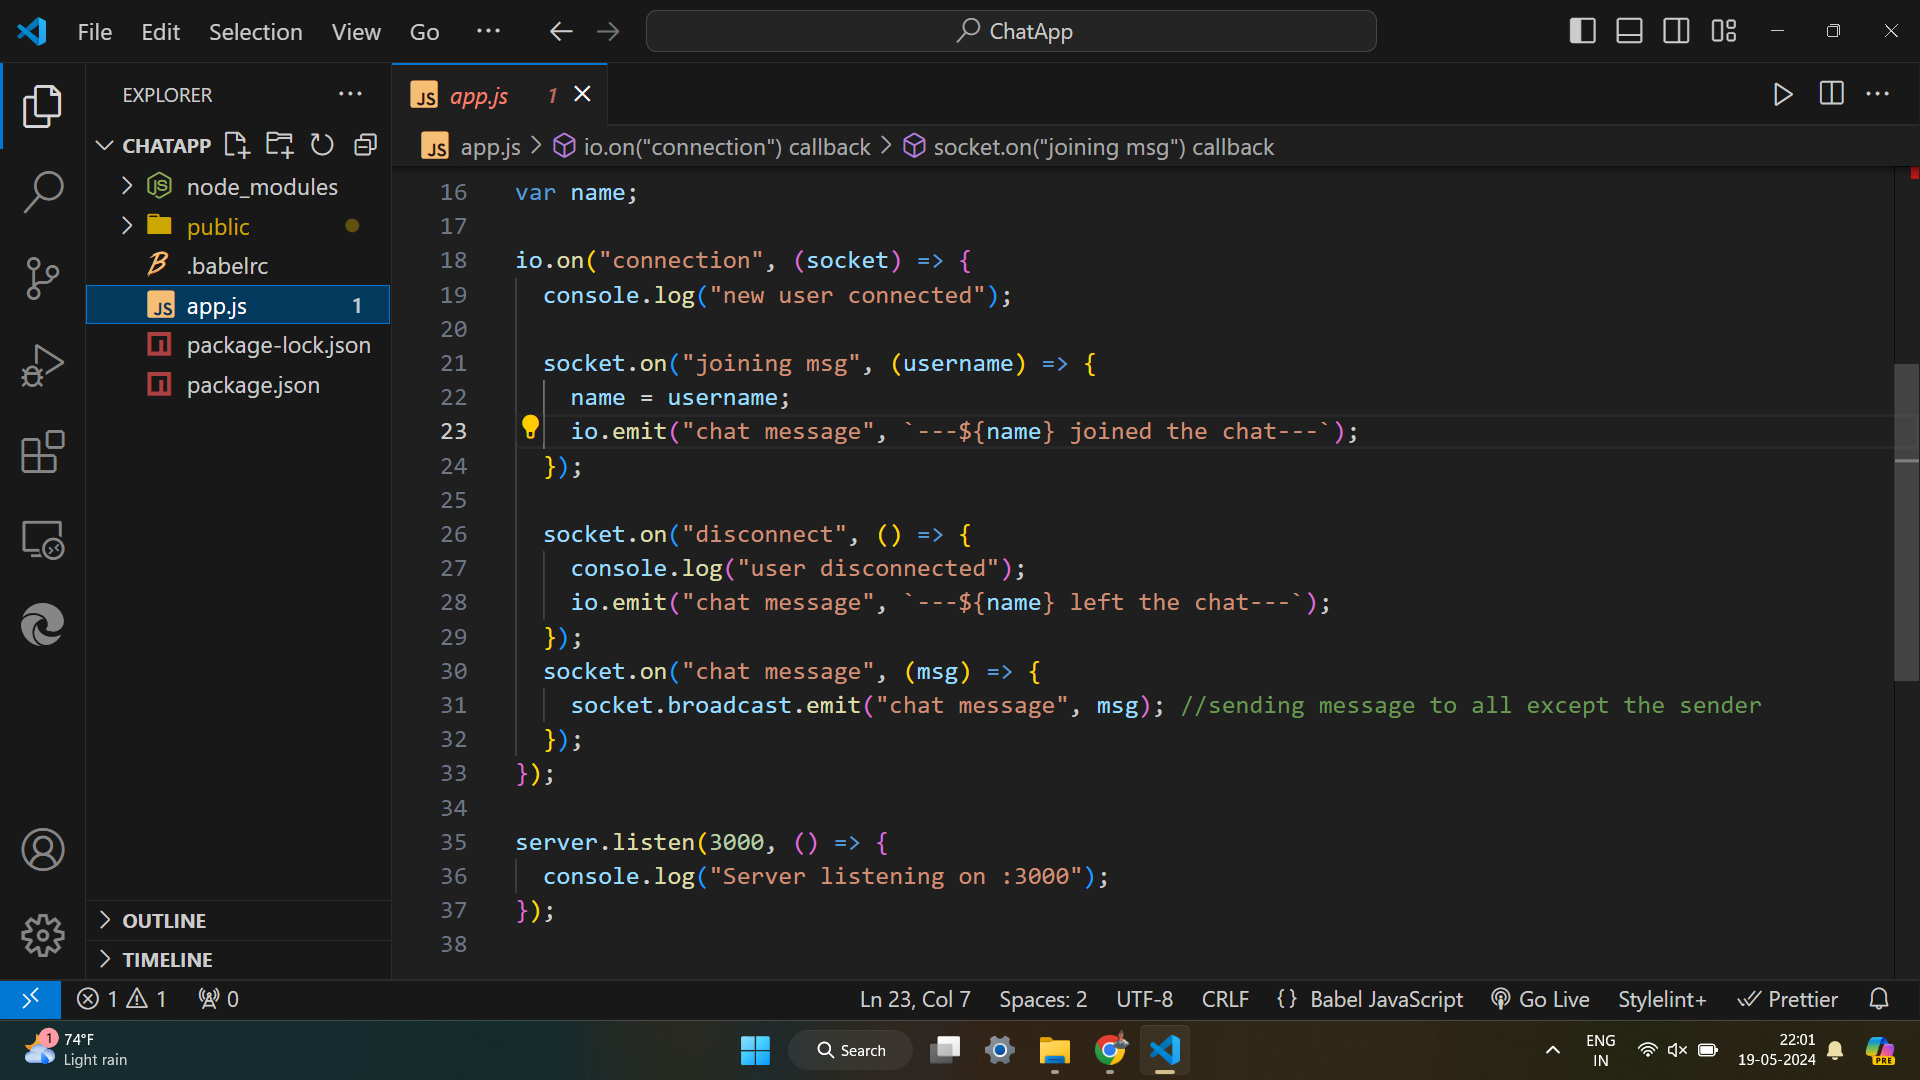 File Edit Selection View Go ··· ChatApp
EXPLORER ···
CHATAPP
node_modules
public
.babelrc
JS app.js 1
package-lock.json
package.json
OUTLINE
TIMELINE
JS app.js 1
JS app.js > io.on("connection") callback > socket.on("joining msg") callback
16 var name;
17
18 io.on("connection", (socket) => {
19 console.log("new user connected");
20
21 socket.on("joining msg", (username) => {
22 name = username;
23 io.emit("chat message", `---${name} joined the chat---`);
24 });
25
26 socket.on("disconnect", () => {
27 console.log("user disconnected");
28 io.emit("chat message", `---${name} left the chat---`);
29 });
30 socket.on("chat message", (msg) => {
31 socket.broadcast.emit("chat message", msg); //sending message to all except the sender
32 });
33 });
34
35 server.listen(3000, () => {
36 console.log("Server listening on :3000");
37 });
38
1 1 0 Ln 23, Col 7 Spaces: 2 UTF-8 CRLF {} Babel JavaScript Go Live Stylelint+ Prettier
1 74°F
Light rain
Search
ENG
IN
22:01
19-05-2024
PRE